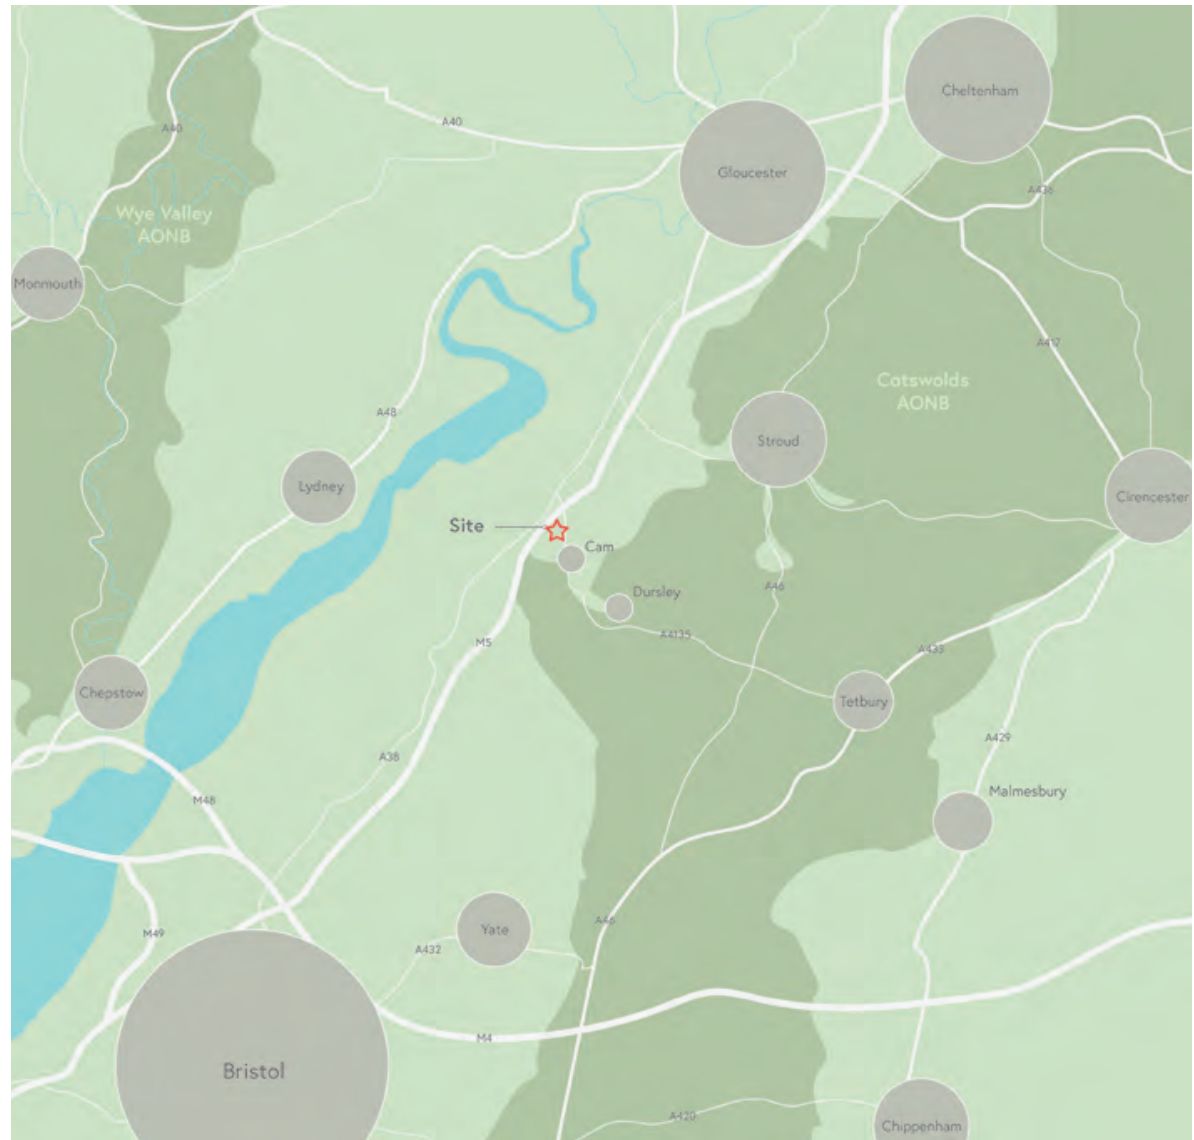 Cheltenham
A40
A40
Gloucester
A436
Wye Valley
AONB
Monmouth
A417
Cotswolds
AONB
A48
Stroud
Lydney
Cirencester
Site
Cam
A46
Dursley
A4135
M5
A433
Chepstow
Tetbury
A429
A38
Malmesbury
M48
A46
Yate
M49
A432
M4
Bristol
A420
Chippenham